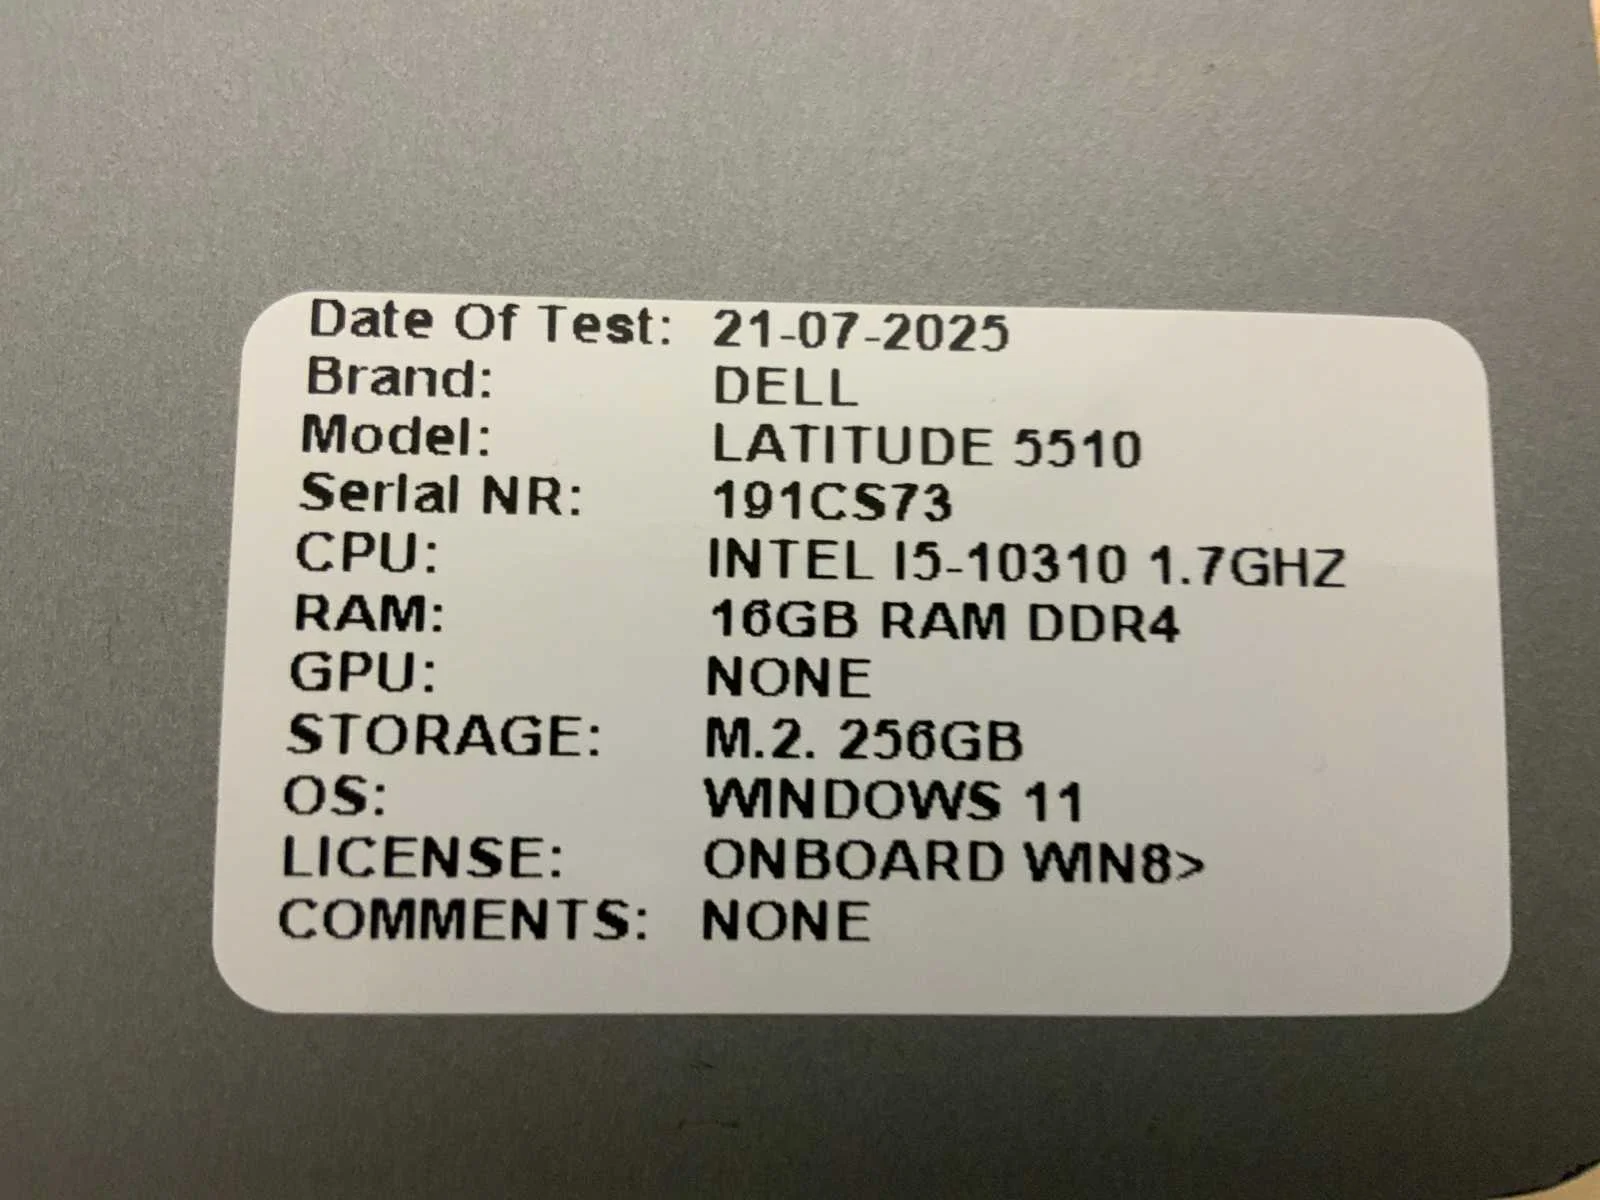 Date Of Test: 21-07-2025
Brand: DELL
Model: LATITUDE 5510
Serial NR: 191CS73
CPU: INTEL I5-10310 1.7GHZ
RAM: 16GB RAM DDR4
GPU: NONE
STORAGE: M.2. 256GB
OS: WINDOWS 11
LICENSE: ONBOARD WIN8>
COMMENTS: NONE